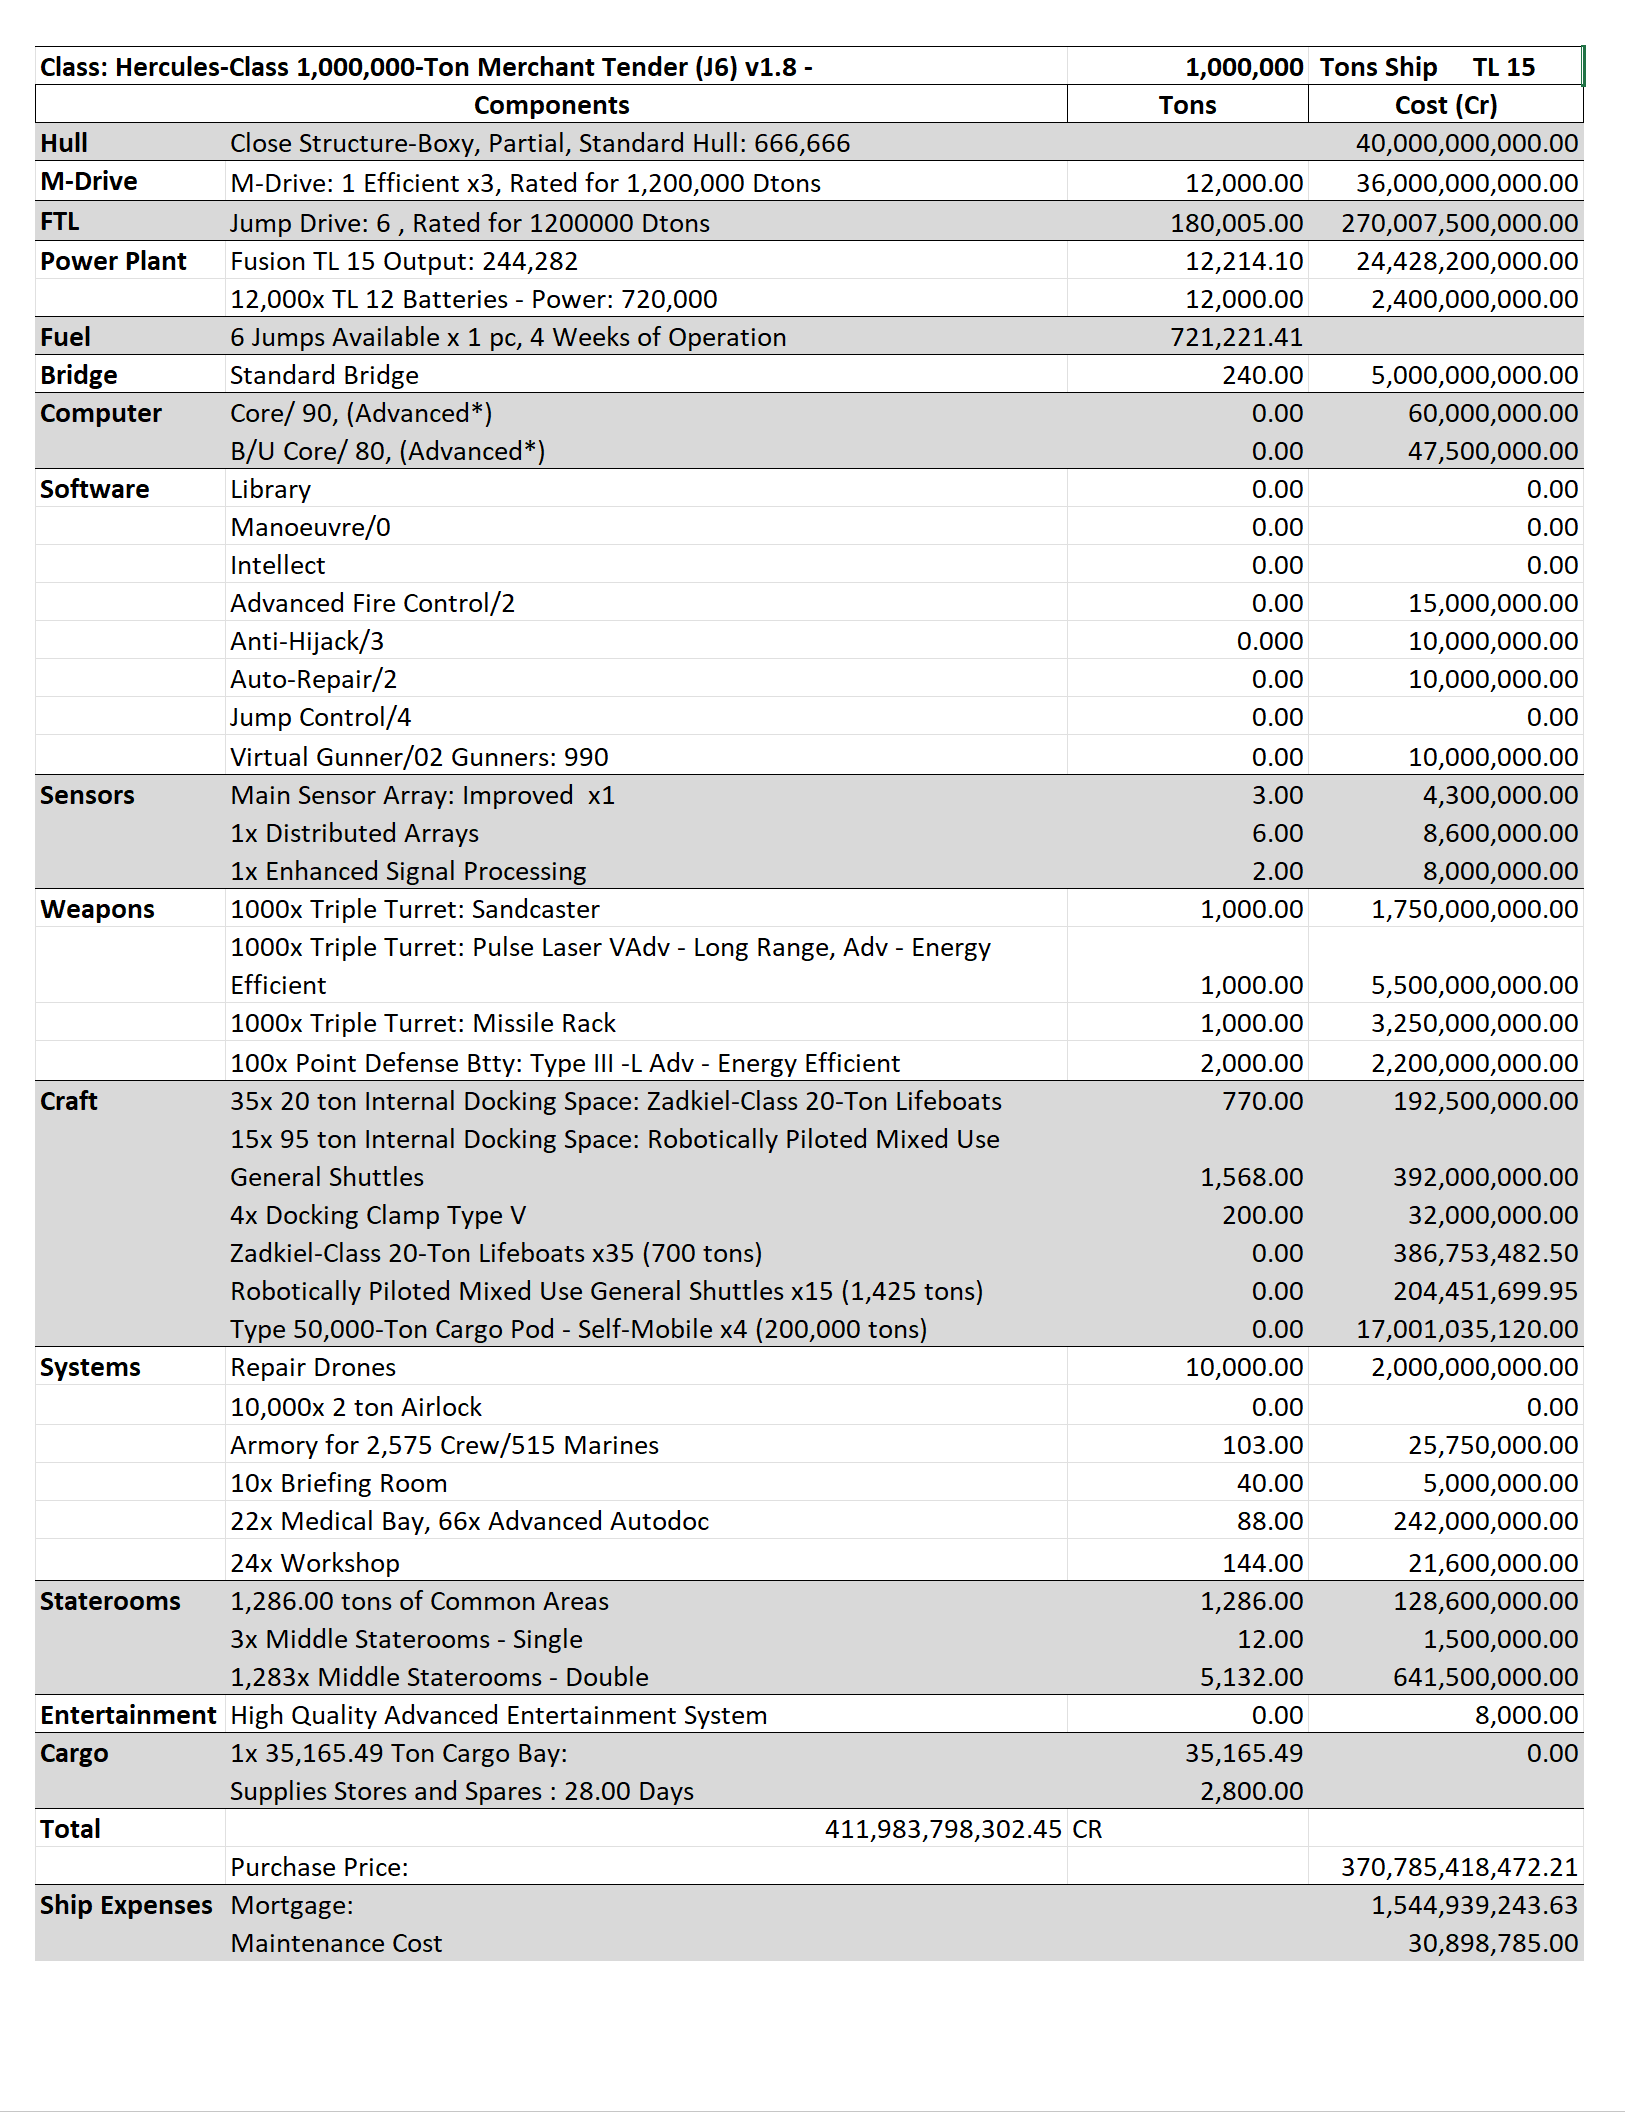 Class: Hercules-Class 1,000,000-Ton Merchant Tender (J6) v1.8 - 1,000,000 Tons Ship TL 15
Components Tons Cost (Cr)
Hull Close Structure-Boxy, Partial, Standard Hull: 666,666 40,000,000,000.00
M-Drive M-Drive: 1 Efficient x3, Rated for 1,200,000 Dtons 12,000.00 36,000,000,000.00
FTL Jump Drive: 6 , Rated for 1200000 Dtons 180,005.00 270,007,500,000.00
Power Plant Fusion TL 15 Output: 244,282 12,214.10 24,428,200,000.00
12,000x TL 12 Batteries - Power: 720,000 12,000.00 2,400,000,000.00
Fuel 6 Jumps Available x 1 pc, 4 Weeks of Operation 721,221.41
Bridge Standard Bridge 240.00 5,000,000,000.00
Computer Core/ 90, (Advanced*) 0.00 60,000,000.00
B/U Core/ 80, (Advanced*) 0.00 47,500,000.00
Software Library 0.00 0.00
Manoeuvre/0 0.00 0.00
Intellect 0.00 0.00
Advanced Fire Control/2 0.00 15,000,000.00
Anti-Hijack/3 0.000 10,000,000.00
Auto-Repair/2 0.00 10,000,000.00
Jump Control/4 0.00 0.00
Virtual Gunner/02 Gunners: 990 0.00 10,000,000.00
Sensors Main Sensor Array: Improved x1 3.00 4,300,000.00
1x Distributed Arrays 6.00 8,600,000.00
1x Enhanced Signal Processing 2.00 8,000,000.00
Weapons 1000x Triple Turret: Sandcaster 1,000.00 1,750,000,000.00
1000x Triple Turret: Pulse Laser VAdv - Long Range, Adv - Energy
Efficient 1,000.00 5,500,000,000.00
1000x Triple Turret: Missile Rack 1,000.00 3,250,000,000.00
100x Point Defense Btty: Type III -L Adv - Energy Efficient 2,000.00 2,200,000,000.00
Craft 35x 20 ton Internal Docking Space: Zadkiel-Class 20-Ton Lifeboats 770.00 192,500,000.00
15x 95 ton Internal Docking Space: Robotically Piloted Mixed Use
General Shuttles 1,568.00 392,000,000.00
4x Docking Clamp Type V 200.00 32,000,000.00
Zadkiel-Class 20-Ton Lifeboats x35 (700 tons) 0.00 386,753,482.50
Robotically Piloted Mixed Use General Shuttles x15 (1,425 tons) 0.00 204,451,699.95
Type 50,000-Ton Cargo Pod - Self-Mobile x4 (200,000 tons) 0.00 17,001,035,120.00
Systems Repair Drones 10,000.00 2,000,000,000.00
10,000x 2 ton Airlock 0.00 0.00
Armory for 2,575 Crew/515 Marines 103.00 25,750,000.00
10x Briefing Room 40.00 5,000,000.00
22x Medical Bay, 66x Advanced Autodoc 88.00 242,000,000.00
24x Workshop 144.00 21,600,000.00
Staterooms 1,286.00 tons of Common Areas 1,286.00 128,600,000.00
3x Middle Staterooms - Single 12.00 1,500,000.00
1,283x Middle Staterooms - Double 5,132.00 641,500,000.00
Entertainment High Quality Advanced Entertainment System 0.00 8,000.00
Cargo 1x 35,165.49 Ton Cargo Bay: 35,165.49 0.00
Supplies Stores and Spares : 28.00 Days 2,800.00
Total 411,983,798,302.45 CR
Purchase Price: 370,785,418,472.21
Ship Expenses Mortgage: 1,544,939,243.63
Maintenance Cost 30,898,785.00